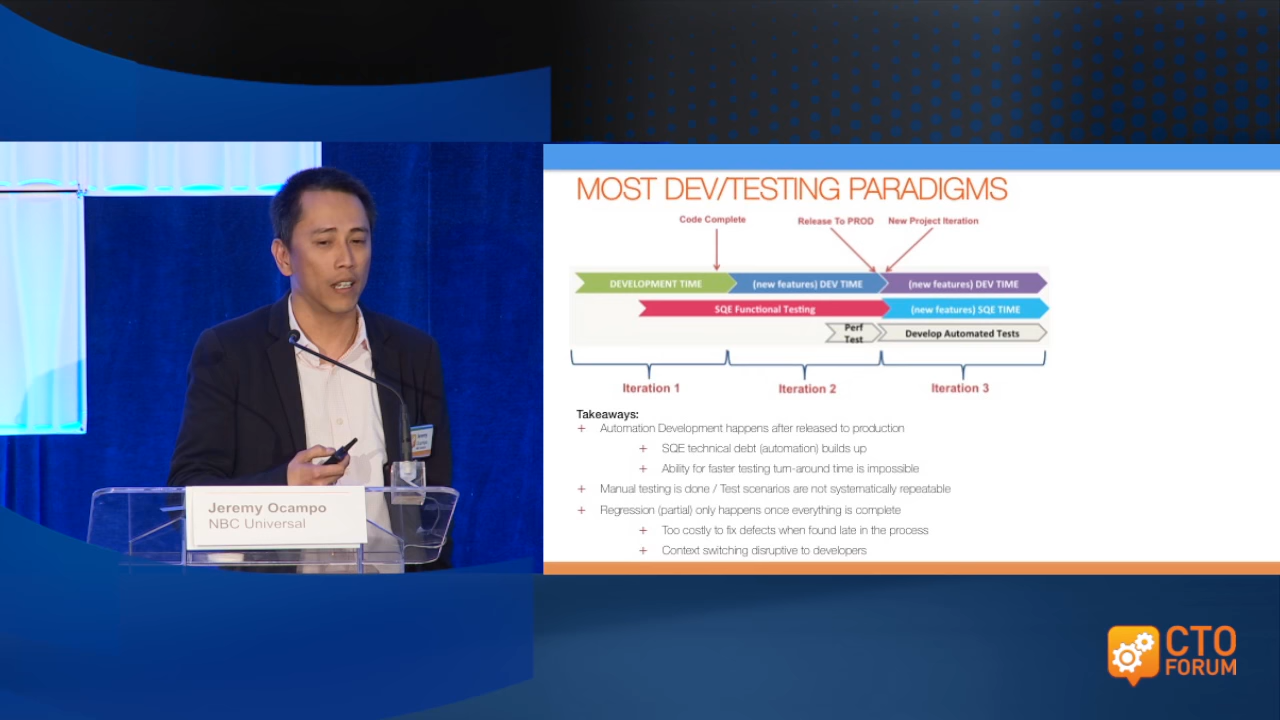 MOST DEV/TESTING PARADIGMS
Code Complete
Release To PROD
New Project Iteration
DEVELOPMENT TIME
(new features) DEV TIME
(new features) DEV TIME
SQE Functional Testing
(new features) SQE TIME
Perf
Test
Develop Automated Tests
Iteration 1
Iteration 2
Iteration 3
Takeaways:
+ Automation Development happens after released to production
+ SQE technical debt (automation) builds up
+ Ability for faster testing turn-around time is impossible
+ Manual testing is done / Test scenarios are not systematically repeatable
+ Regression (partial) only happens once everything is complete
+ Too costly to fix defects when found late in the process
+ Context switching disruptive to developers
Jeremy Ocampo
NBC Universal
CTO
FORUM